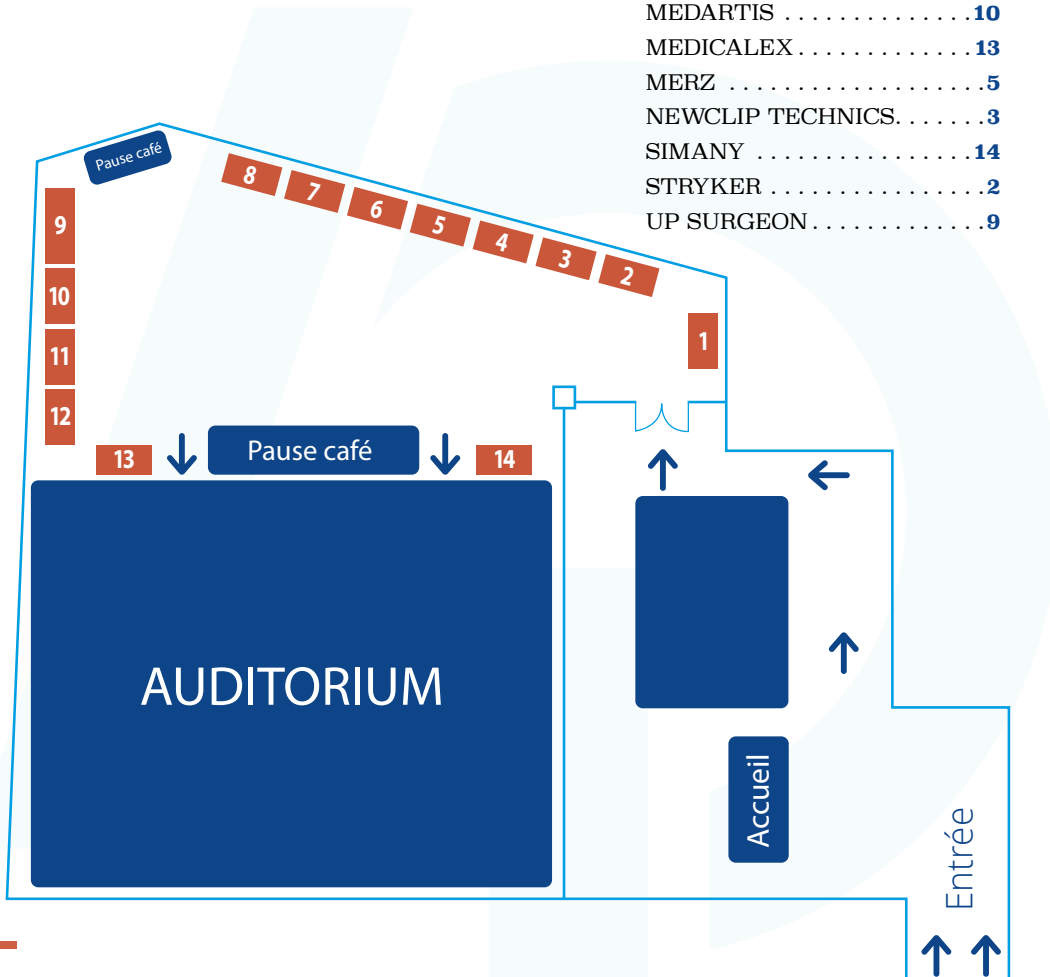 MEDARTIS . . . . . . . . . . . . . .10
MEDICALEX . . . . . . . . . . . . .13
MERZ . . . . . . . . . . . . . . . . . . .5
NEWCLIP TECHNICS. . . . . . .3
SIMANY . . . . . . . . . . . . . . . .14
STRYKER . . . . . . . . . . . . . . . .2
UP SURGEON . . . . . . . . . . . . .9
Pause café
8
7
6
5
4
3
2
1
9
10
11
12
13
Pause café
14
AUDITORIUM
Accueil
Entrée